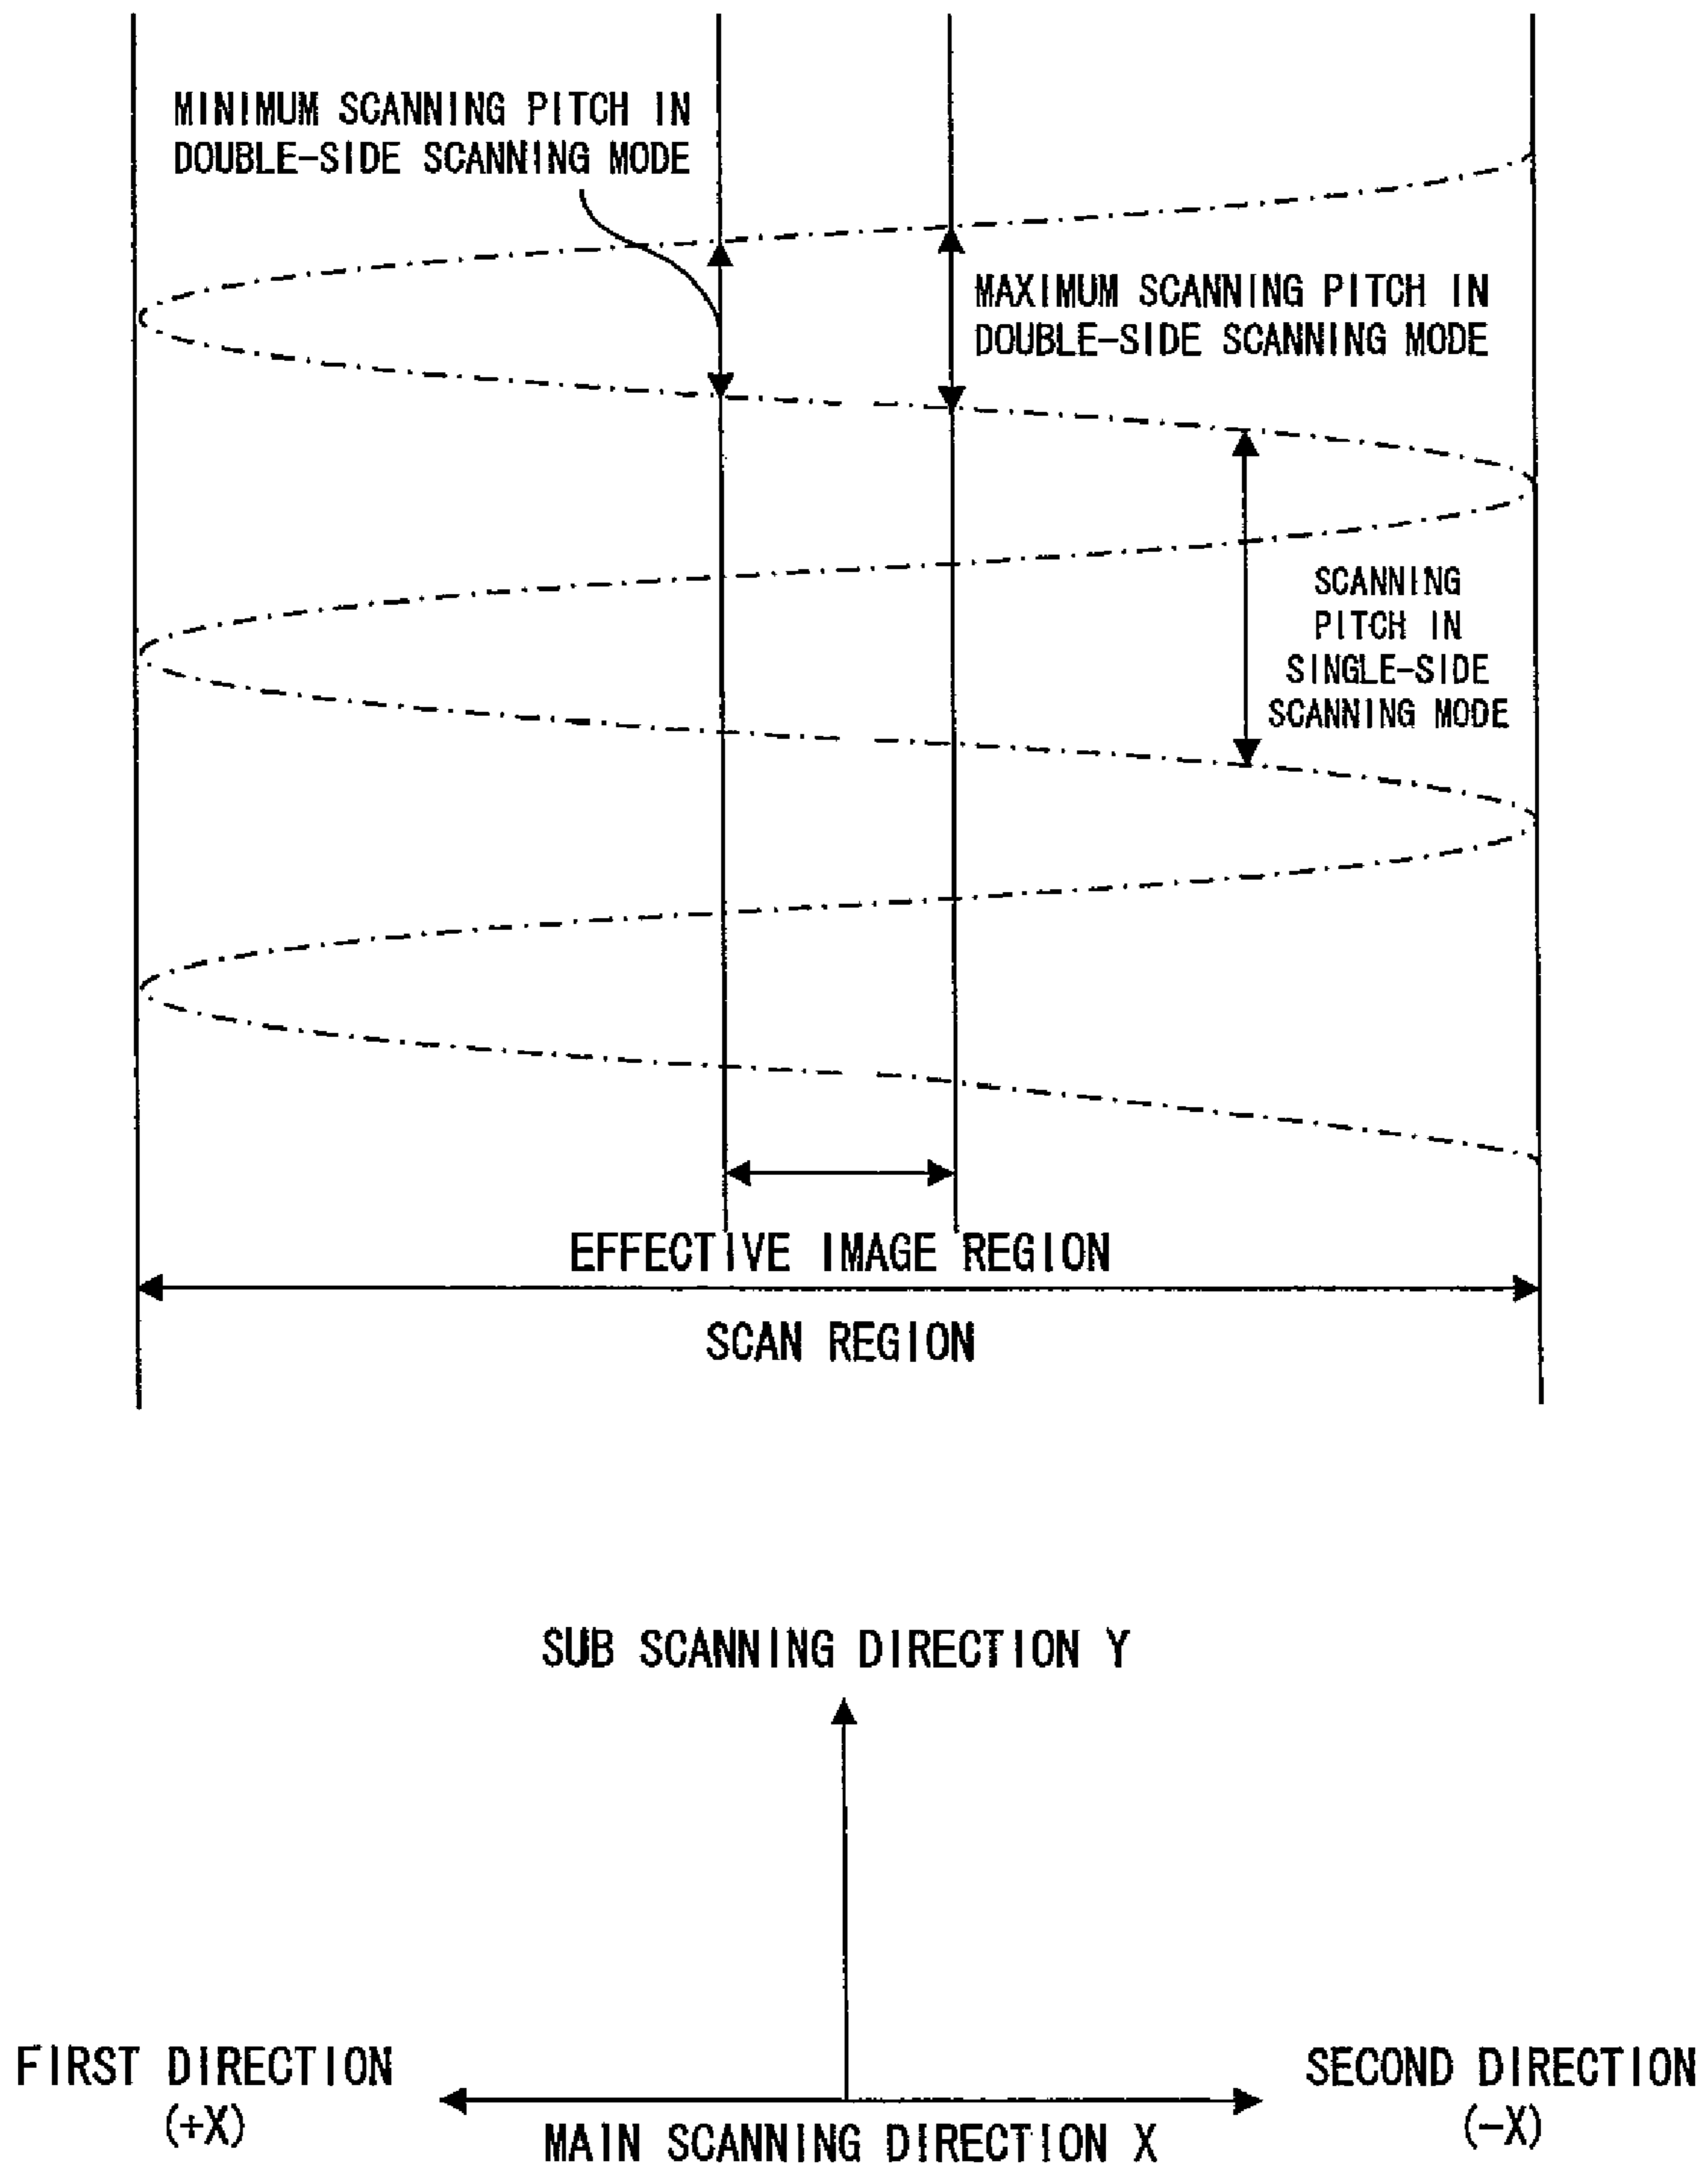 MINIMUM SCANNING PITCH IN
DOUBLE-SIDE SCANNING MODE
MAXIMUM SCANNING PITCH IN
DOUBLE-SIDE SCANNING MODE
SCANNING
PITCH IN
SINGLE-SIDE
SCANNING MODE
EFFECTIVE IMAGE REGION
SCAN REGION
SUB SCANNING DIRECTION Y
FIRST DIRECTION
(+X)
SECOND DIRECTION
(-X)
MAIN SCANNING DIRECTION X